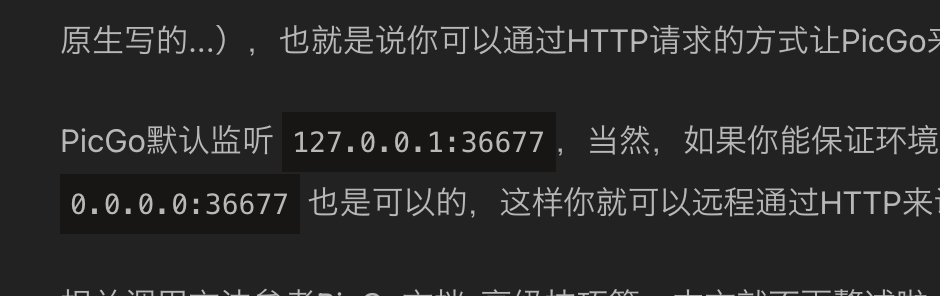 原生写的...），也就是说你可以通过HTTP请求的方式让PicGo来
PicGo默认监听 127.0.0.1:36677，当然，如果你能保证环境
0.0.0.0:36677 也是可以的，这样你就可以远程通过HTTP来